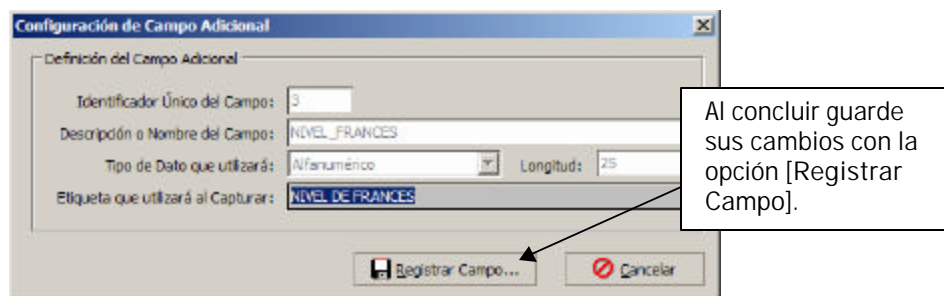 Configuración de Campo Adicional
Definición del Campo Adicional
Identificador Único del Campo: 3
Descripción o Nombre del Campo: NIVEL_FRANCES
Tipo de Dato que utilizará: Alfanumérico Longitud: 25
Etiqueta que utilizará al Capturar: NIVEL DE FRANCES
Registrar Campo... Cancelar
Al concluir guarde
sus cambios con la
opción [Registrar
Campo].